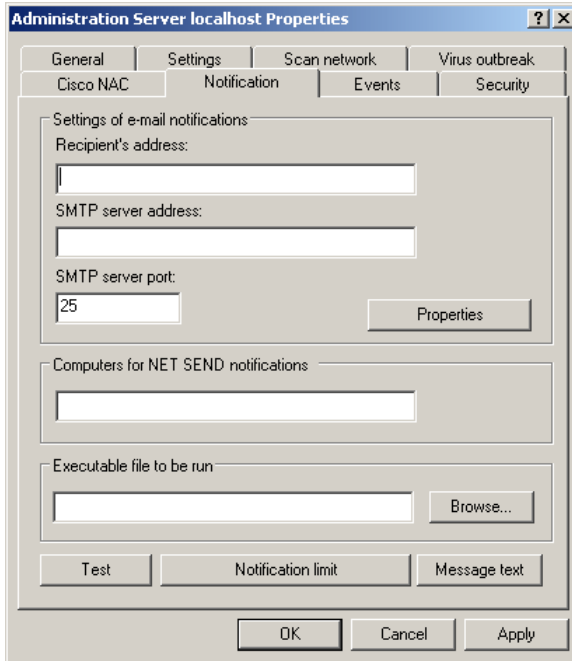 Administration Server localhost Properties
General Settings Scan network Virus outbreak
Cisco NAC Notification Events Security
Settings of e-mail notifications
Recipient's address:
SMTP server address:
SMTP server port:
25
Properties
Computers for NET SEND notifications
Executable file to be run
Browse...
Test Notification limit Message text
OK Cancel Apply